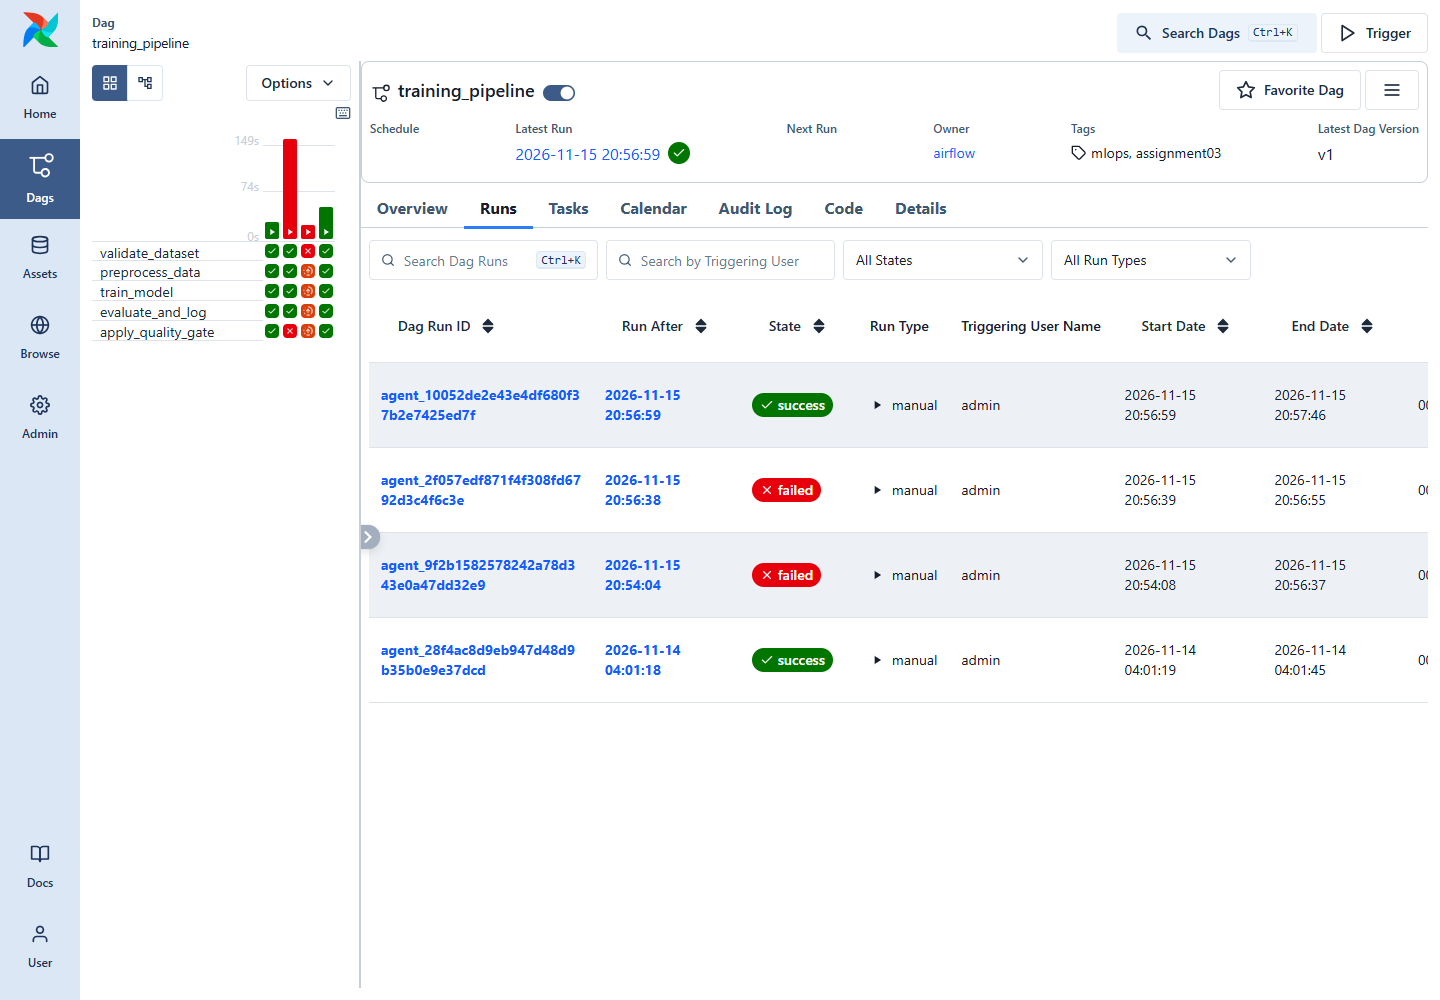 Dag
training_pipeline
Search Dags Ctrl+K
Trigger
Home
Dags
Assets
Browse
Admin
Docs
User
Options
149s
74s
0s
validate_dataset
preprocess_data
train_model
evaluate_and_log
apply_quality_gate
training_pipeline
Favorite Dag
Schedule
Latest Run
2026-11-15 20:56:59
Next Run
Owner
airflow
Tags
mlops, assignment03
Latest Dag Version
v1
Overview Runs Tasks Calendar Audit Log Code Details
Search Dag Runs Ctrl+K
Search by Triggering User
All States
All Run Types
Dag Run ID Run After State Run Type Triggering User Name Start Date End Date
agent_10052de2e43e4df680f3
7b2e7425ed7f
2026-11-15
20:56:59
success
manual
admin
2026-11-15
20:56:59
2026-11-15
20:57:46
agent_2f057edf871f4f308fd67
92d3c4f6c3e
2026-11-15
20:56:38
failed
manual
admin
2026-11-15
20:56:39
2026-11-15
20:56:55
agent_9f2b1582578242a78d3
43e0a47dd32e9
2026-11-15
20:54:04
failed
manual
admin
2026-11-15
20:54:08
2026-11-15
20:56:37
agent_28f4ac8d9eb947d48d9
b35b0e9e37dcd
2026-11-14
04:01:18
success
manual
admin
2026-11-14
04:01:19
2026-11-14
04:01:45